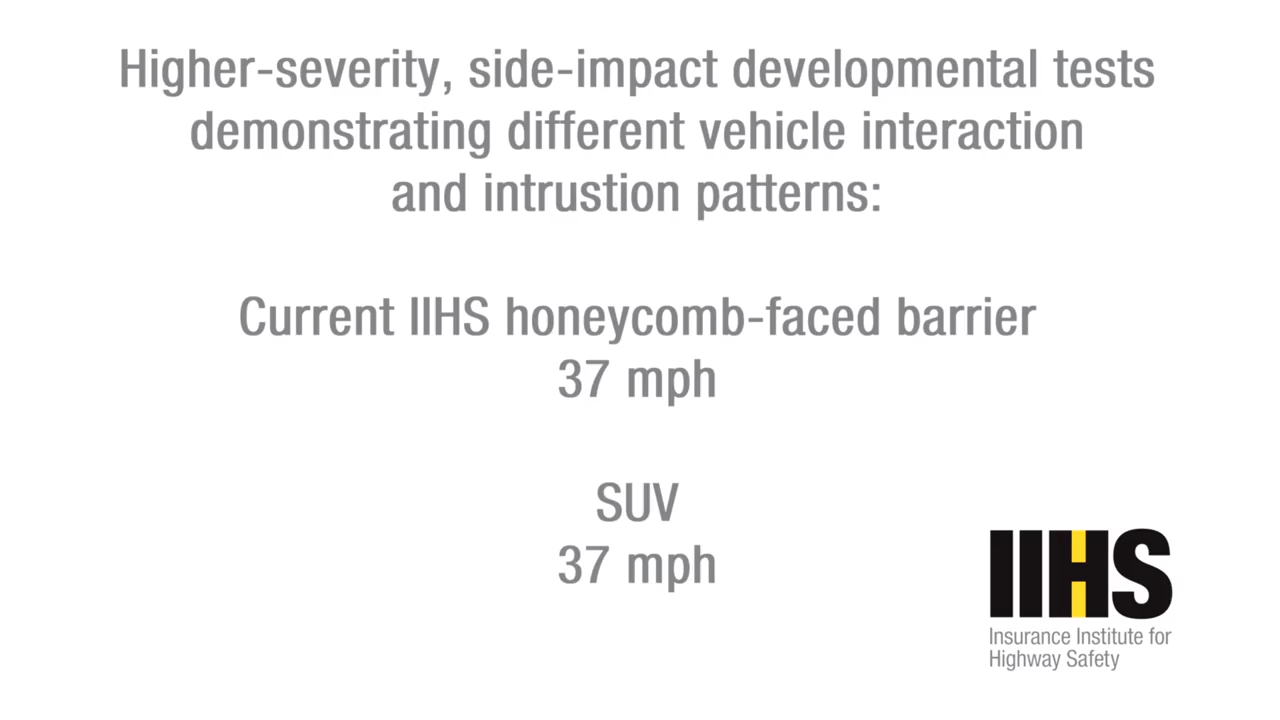 Higher-severity, side-impact developmental tests
demonstrating different vehicle interaction
and intrustion patterns:
Current IIHS honeycomb-faced barrier
37 mph
SUV
37 mph
IIHS
Insurance Institute for
Highway Safety